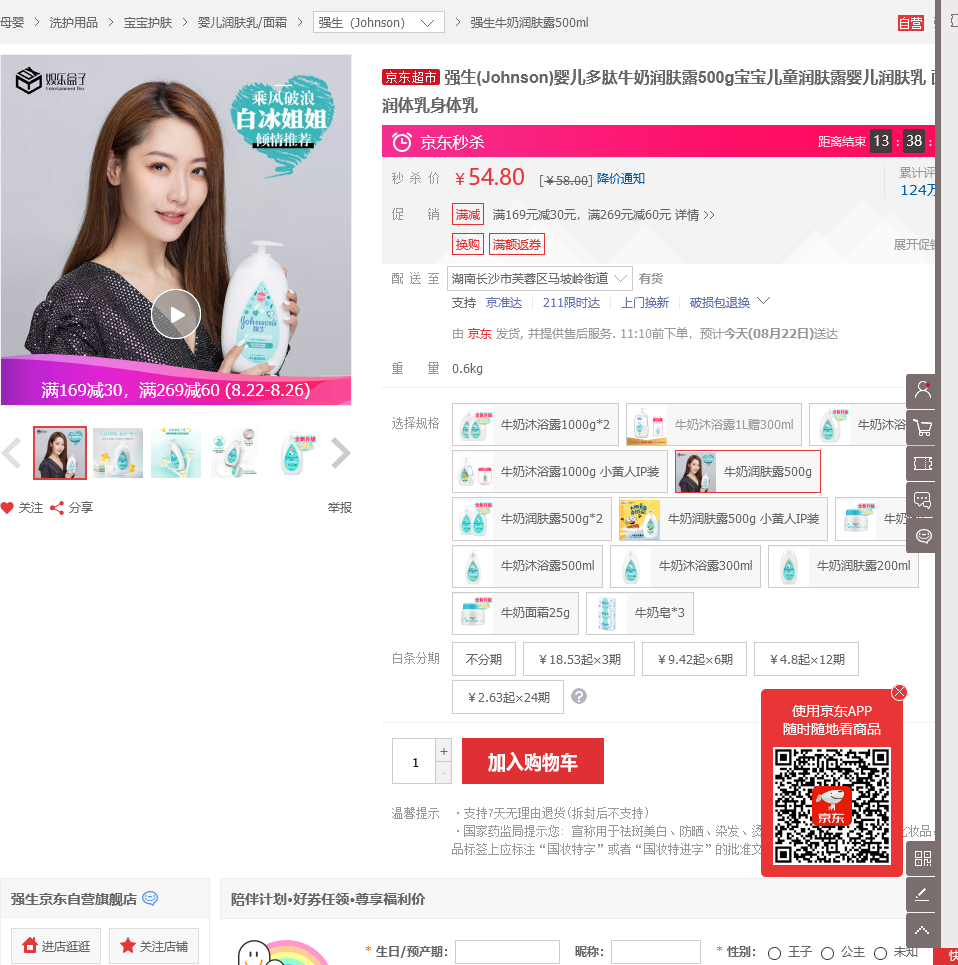 母婴 > 洗护用品 > 宝宝护肤 > 婴儿润肤乳/面霜 > 强生（Johnson） > 强生牛奶润肤露500ml
自营
娱乐盒子
Entertainment Box
乘风破浪
白冰姐姐
倾情推荐
Johnson's
强生
满169减30，满269减60 (8.22-8.26)
关注 分享 举报
京东超市 强生(Johnson)婴儿多肽牛奶润肤露500g宝宝儿童润肤露婴儿润肤乳
润体乳身体乳
京东秒杀 距离结束 13 : 38 :
秒杀价 ￥54.80 [￥58.00] 降价通知 累计评
124万
促销 满减 满169元减30元，满269元减60元 详情 >>
换购 满额返券 展开促销
配送至 湖南长沙市芙蓉区马坡岭街道 有货
支持 京准达 211限时达 上门换新 破损包退换
由 京东 发货, 并提供售后服务. 11:10前下单，预计今天(08月22日)送达
重量 0.6kg
选择规格 牛奶沐浴露1000g*2 牛奶沐浴露1L赠300ml 牛奶沐浴
牛奶沐浴露1000g 小黄人IP装 牛奶润肤露500g
牛奶润肤露500g*2 牛奶润肤露500g 小黄人IP装 牛奶
牛奶沐浴露500ml 牛奶沐浴露300ml 牛奶润肤露200ml
牛奶面霜25g 牛奶皂*3
白条分期 不分期 ￥18.53起×3期 ￥9.42起×6期 ￥4.8起×12期
￥2.63起×24期 ?
使用京东APP
随时随地看商品
京东
1 + - 加入购物车
温馨提示 ·支持7天无理由退货(拆封后不支持)
·国家药监局提示您：宣称用于祛斑美白、防晒、染发、烫 化妆品
品标签上应标注“国妆特字”或者“国妆特进字”的批准文
强生京东自营旗舰店
进店逛逛 关注店铺
陪伴计划•好券任领•尊享福利价
* 生日/预产期： 昵称： * 性别： 王子 公主 未知
快